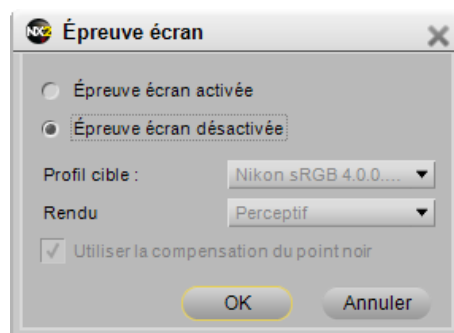 NX2 Épreuve écran
Épreuve écran activée
Épreuve écran désactivée
Profil cible : Nikon sRGB 4.0.0....
Rendu Perceptif
Utiliser la compensation du point noir
OK Annuler